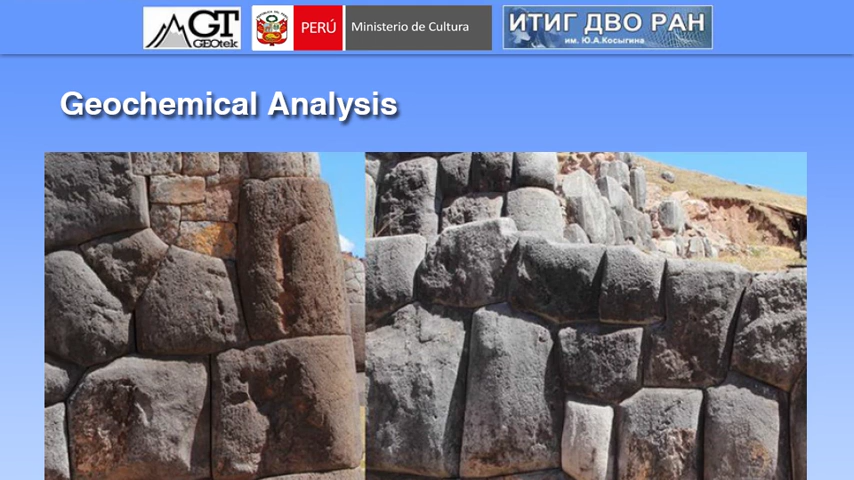 GT
GEOtek
PERÚ
Ministerio de Cultura
ИТИГ ДВО РАН
им. Ю.А.Косыгина
Geochemical Analysis